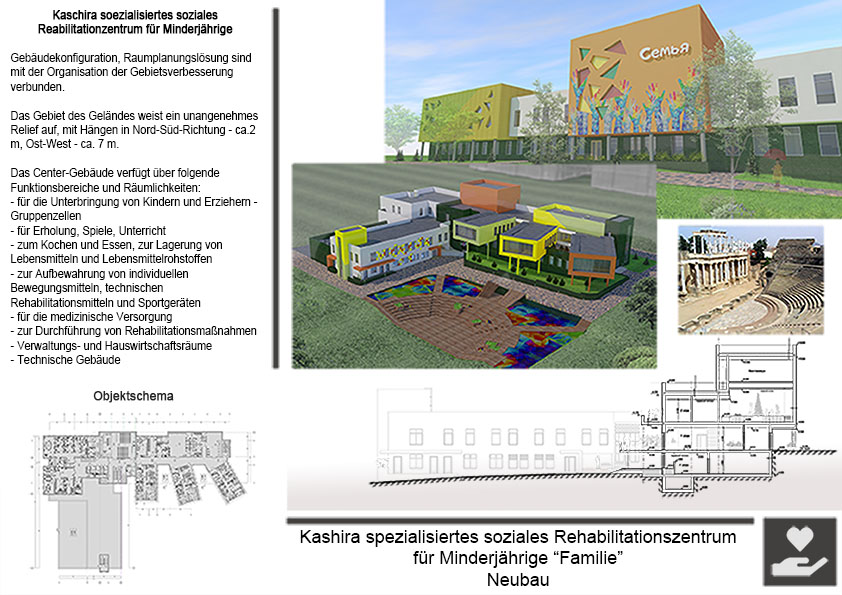 Kaschira soezialisiertes soziales
Reabilitationzentrum für Minderjährige
Gebäudekonfiguration, Raumplanungslösung sind
mit der Organisation der Gebietsverbesserung
verbunden.
Das Gebiet des Geländes weist ein unangenehmes
Relief auf, mit Hängen in Nord-Süd-Richtung - ca.2
m, Ost-West - ca. 7 m.
Das Center-Gebäude verfügt über folgende
Funktionsbereiche und Räumlichkeiten:
- für die Unterbringung von Kindern und Erziehern -
Gruppenzellen
- für Erholung, Spiele, Unterricht
- zum Kochen und Essen, zur Lagerung von
Lebensmitteln und Lebensmittelrohstoffen
- zur Aufbewahrung von individuellen
Bewegungsmitteln, technischen
Rehabilitationsmitteln und Sportgeräten
- für die medizinische Versorgung
- zur Durchführung von Rehabilitationsmaßnahmen
- Verwaltungs- und Hauswirtschaftsräume
- Technische Gebäude
Objektschema
Семья
Kashira spezialisiertes soziales Rehabilitationszentrum
für Minderjährige “Familie”
Neubau